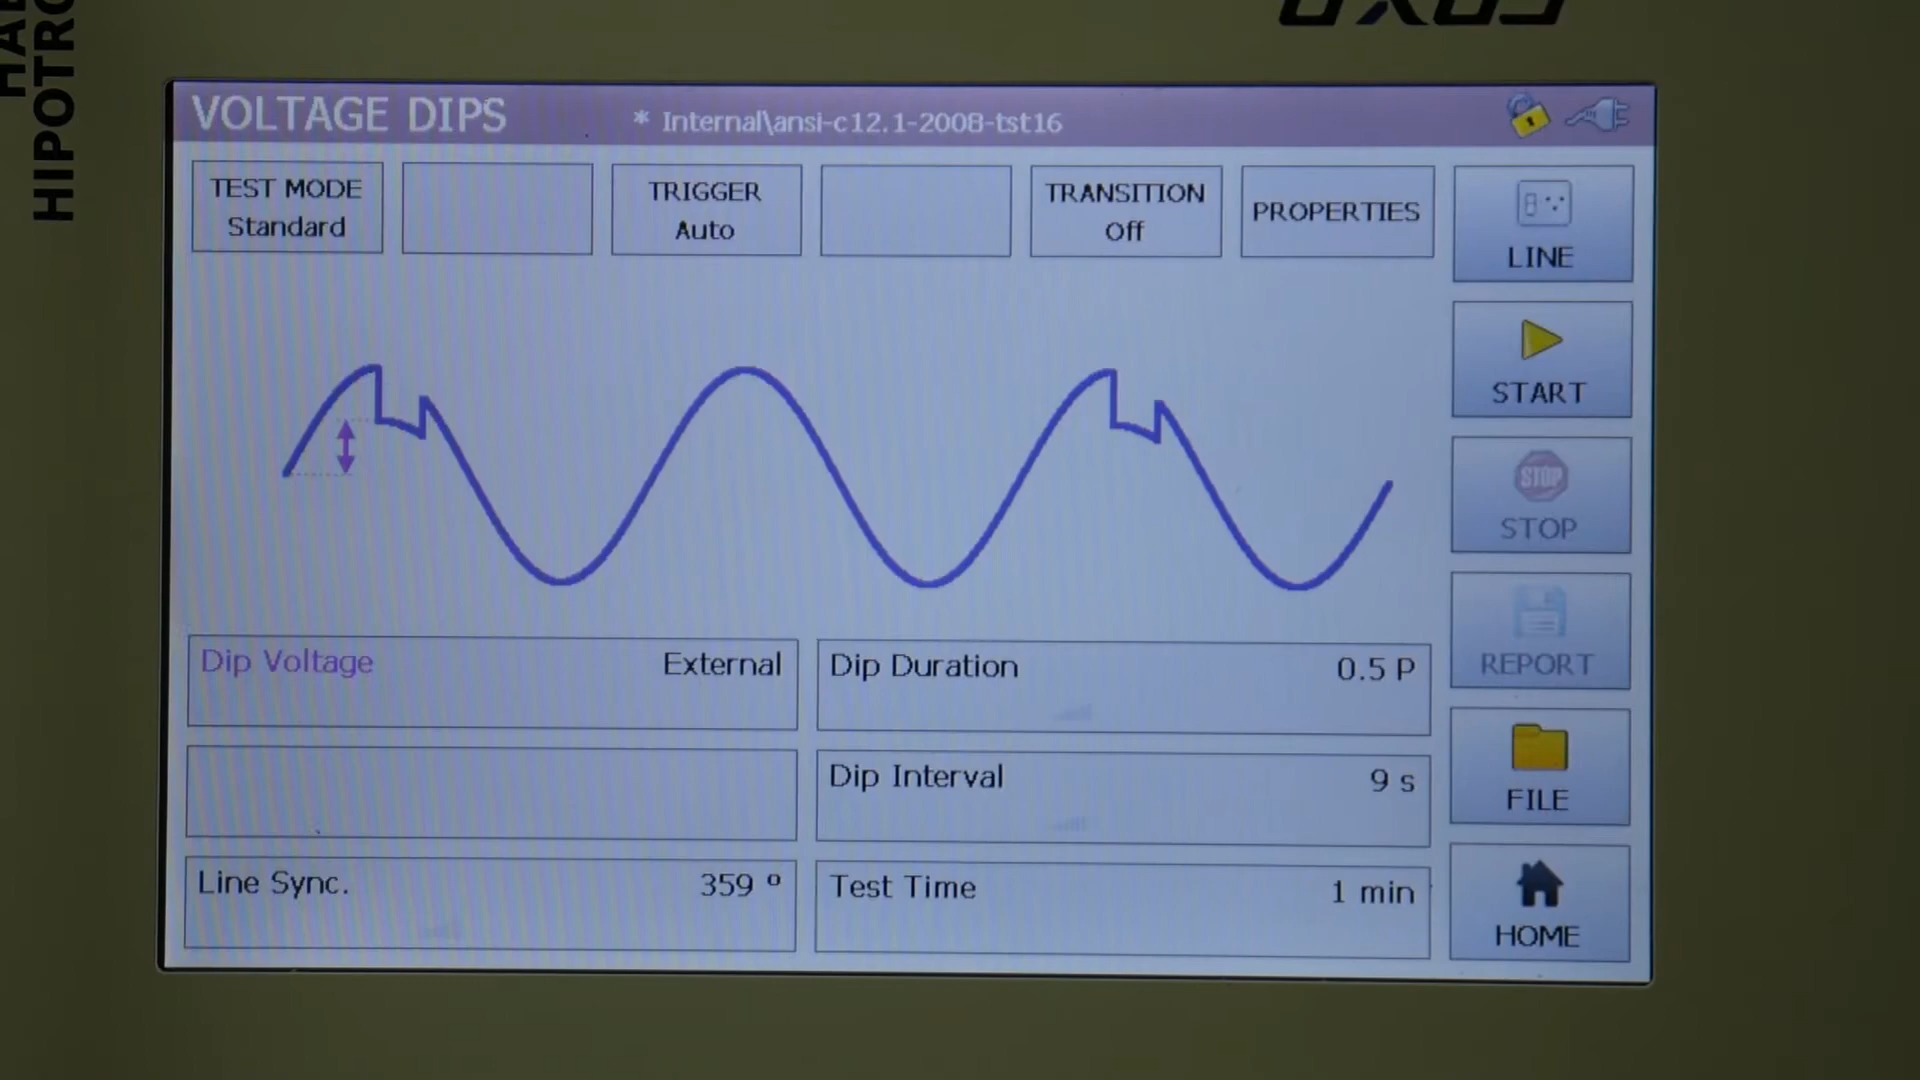 HIPOTRO
VOLTAGE DIPS
* Internal\ansi-c12.1-2008-tst16
TEST MODE
Standard
TRIGGER
Auto
TRANSITION
Off
PROPERTIES
LINE
START
STOP
STOP
REPORT
FILE
HOME
Dip Voltage External
Dip Duration 0.5 P
Dip Interval 9 s
Line Sync. 359 º
Test Time 1 min